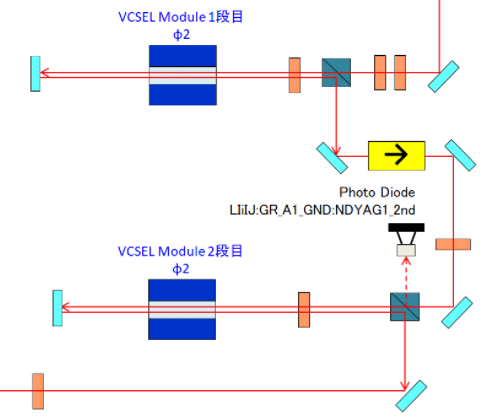 VCSEL Module 1段目
φ2
Photo Diode
LIiIJ:GR_A1_GND:NDYAG1_2nd
VCSEL Module 2段目
φ2